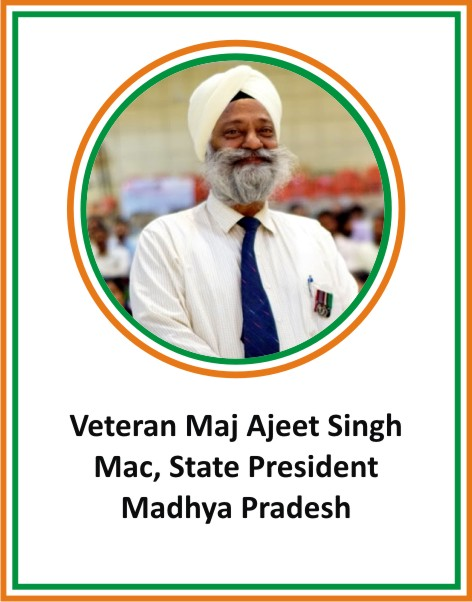 Veteran Maj Ajeet Singh
Mac, State President
Madhya Pradesh